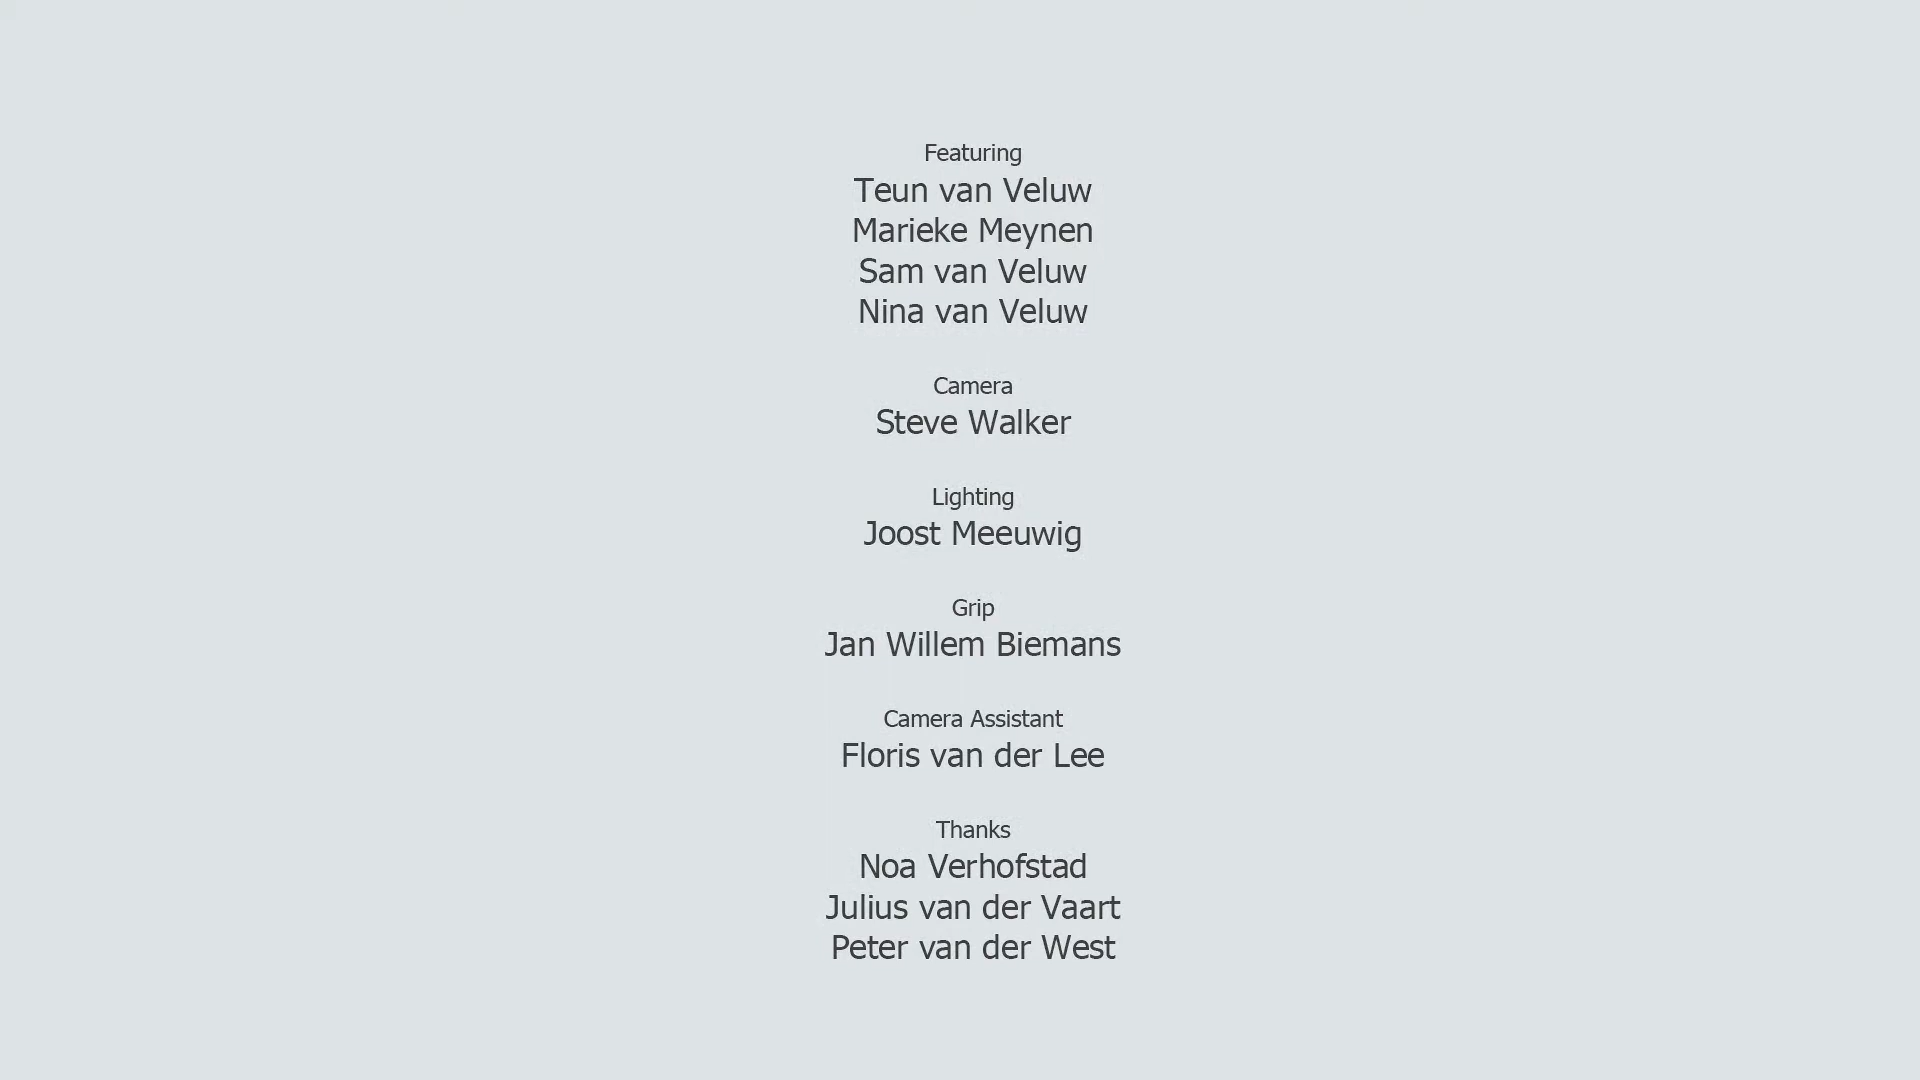 Featuring
Teun van Veluw
Marieke Meynen
Sam van Veluw
Nina van Veluw
Camera
Steve Walker
Lighting
Joost Meeuwig
Grip
Jan Willem Biemans
Camera Assistant
Floris van der Lee
Thanks
Noa Verhofstad
Julius van der Vaart
Peter van der West